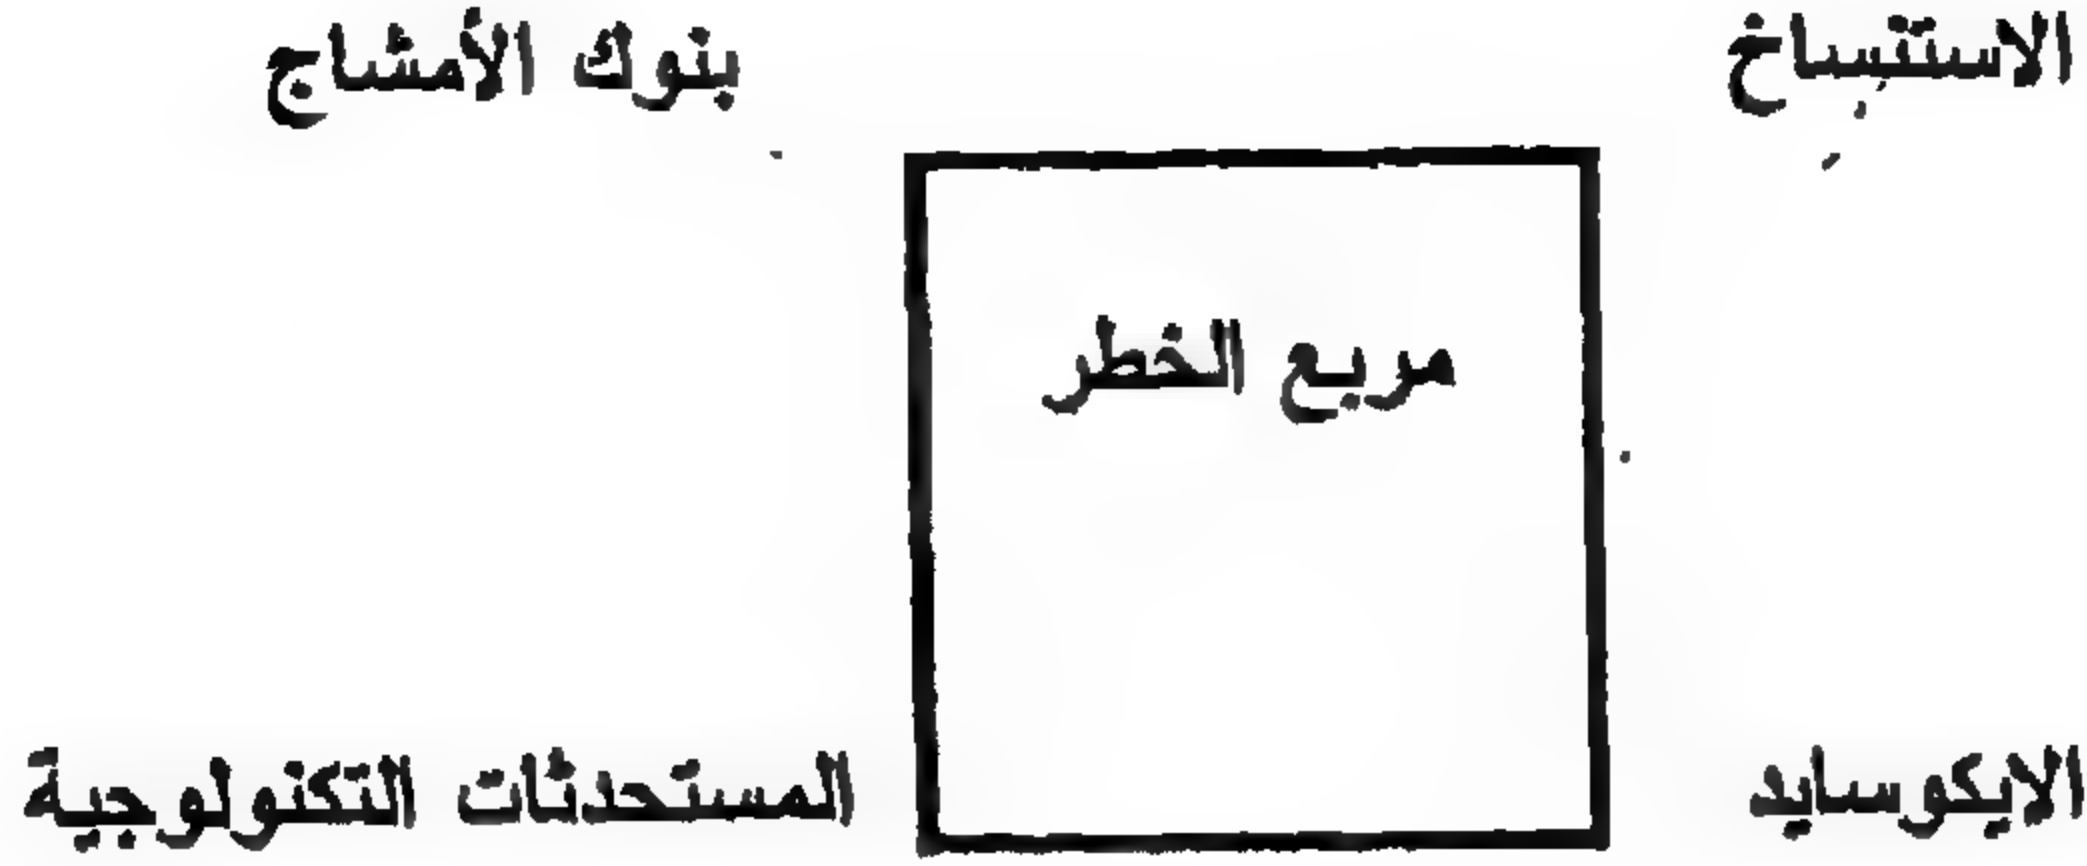 الاستنساخ
بنوك الأمشاج
مربع الخطر
الايكوسايد
المستحدثات التكنولوجية